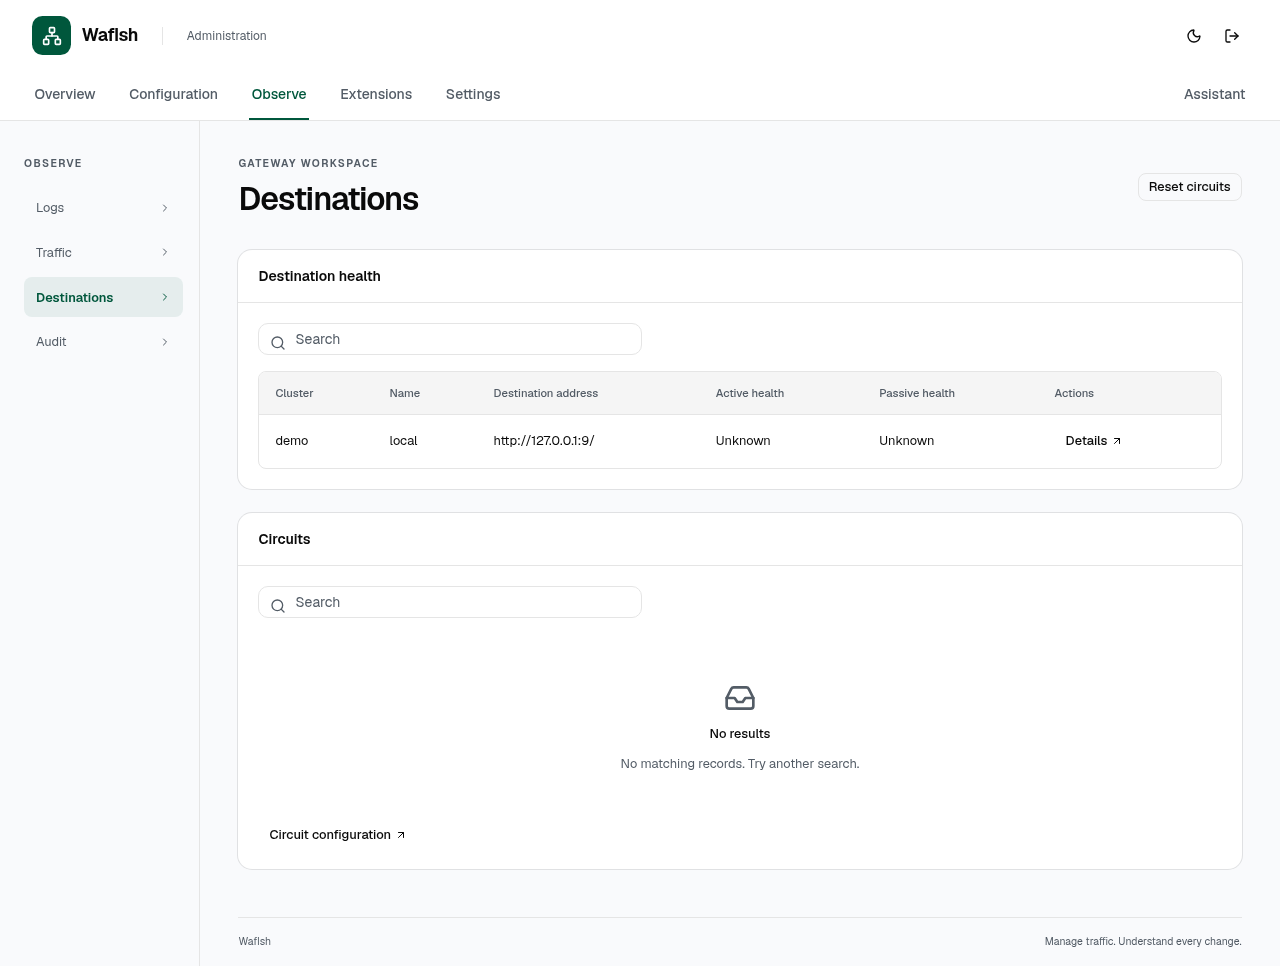 Wafish
Administration
Overview Configuration Observe Extensions Settings Assistant
OBSERVE
Logs
Traffic
Destinations
Audit
GATEWAY WORKSPACE
Destinations
Reset circuits
Destination health
Search
Cluster Name Destination address Active health Passive health Actions
demo local http://127.0.0.1:9/ Unknown Unknown Details
Circuits
Search
No results
No matching records. Try another search.
Circuit configuration
Wafish
Manage traffic. Understand every change.